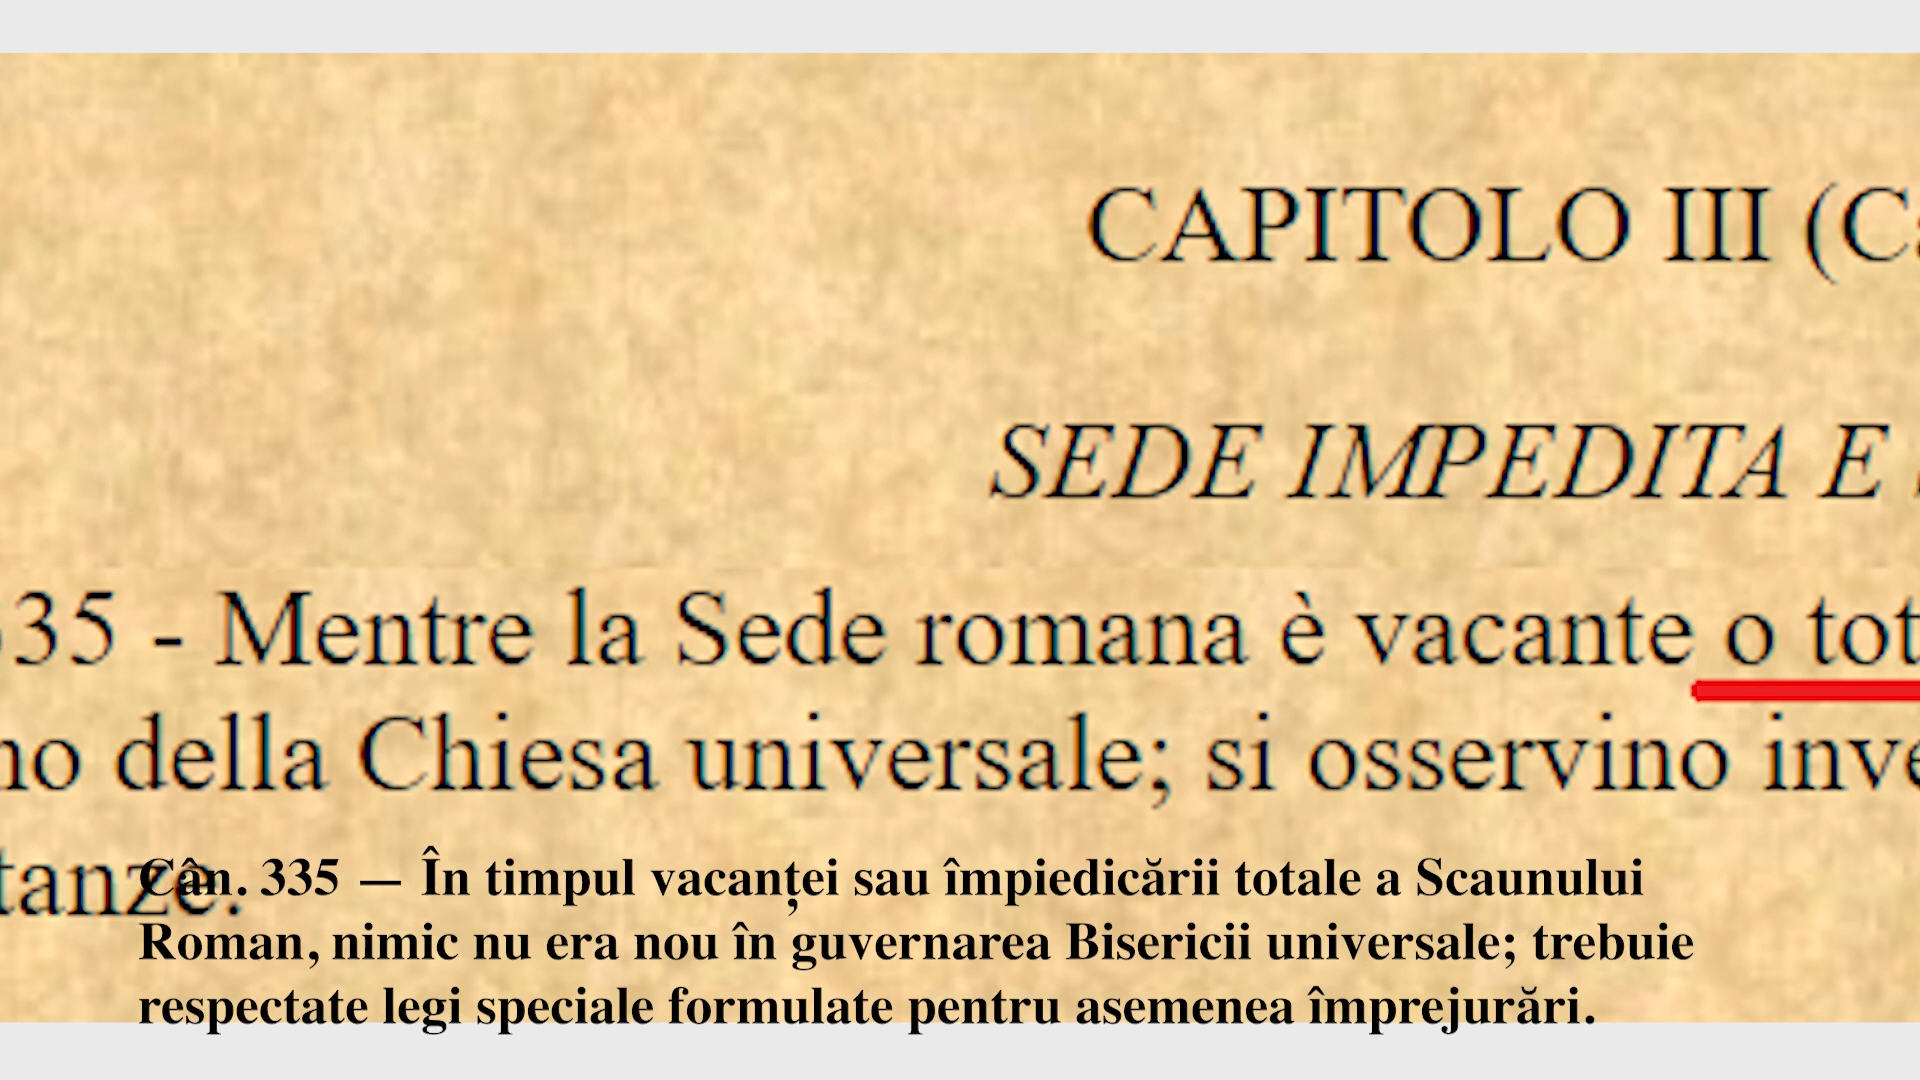 CAPITOLO III (C
SEDE IMPEDITA E
35 - Mentre la Sede romana è vacante o tot
no della Chiesa universale; si osservino inve
tanze.
Cân. 335 — În timpul vacanței sau împiedicării totale a Scaunului
Roman, nimic nu era nou în guvernarea Bisericii universale; trebuie
respectate legi speciale formulate pentru asemenea împrejurări.